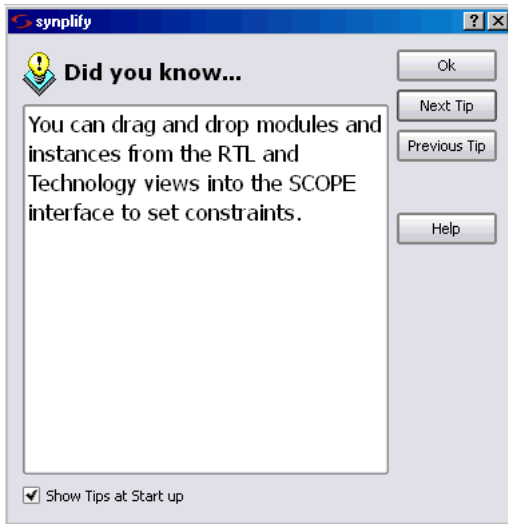 synplify
Did you know...
Ok
Next Tip
Previous Tip
Help
You can drag and drop modules and
instances from the RTL and
Technology views into the SCOPE
interface to set constraints.
Show Tips at Start up